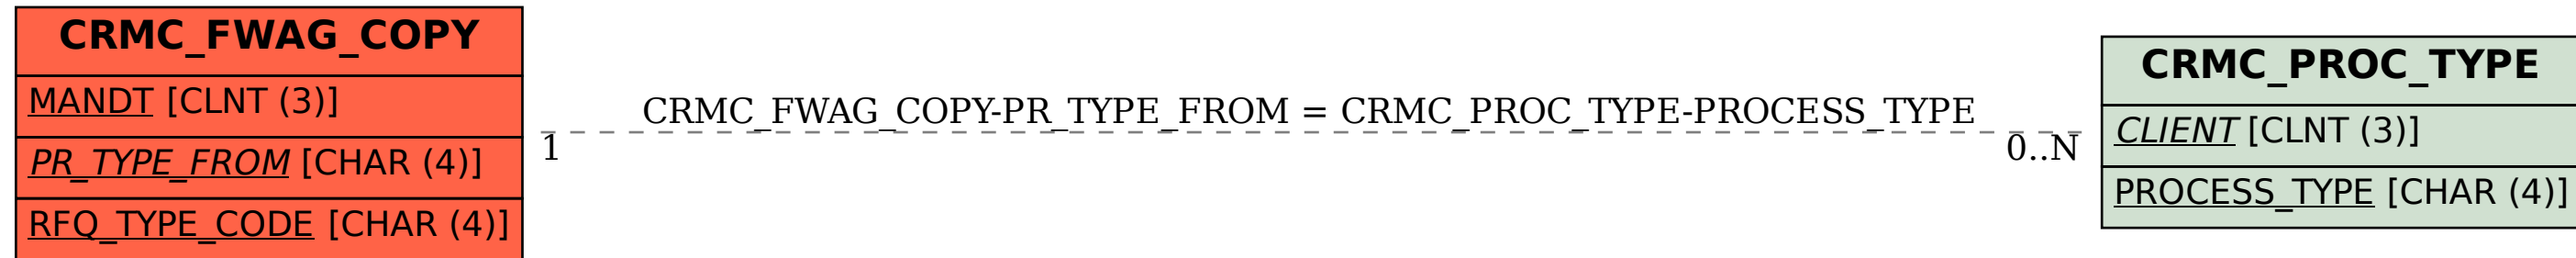 CRMC_FWAG_COPY
MANDT [CLNT (3)]
PR_TYPE_FROM [CHAR (4)]
RFQ_TYPE_CODE [CHAR (4)]
CRMC_FWAG_COPY-PR_TYPE_FROM = CRMC_PROC_TYPE-PROCESS_TYPE
1
0..N
CRMC_PROC_TYPE
CLIENT [CLNT (3)]
PROCESS_TYPE [CHAR (4)]